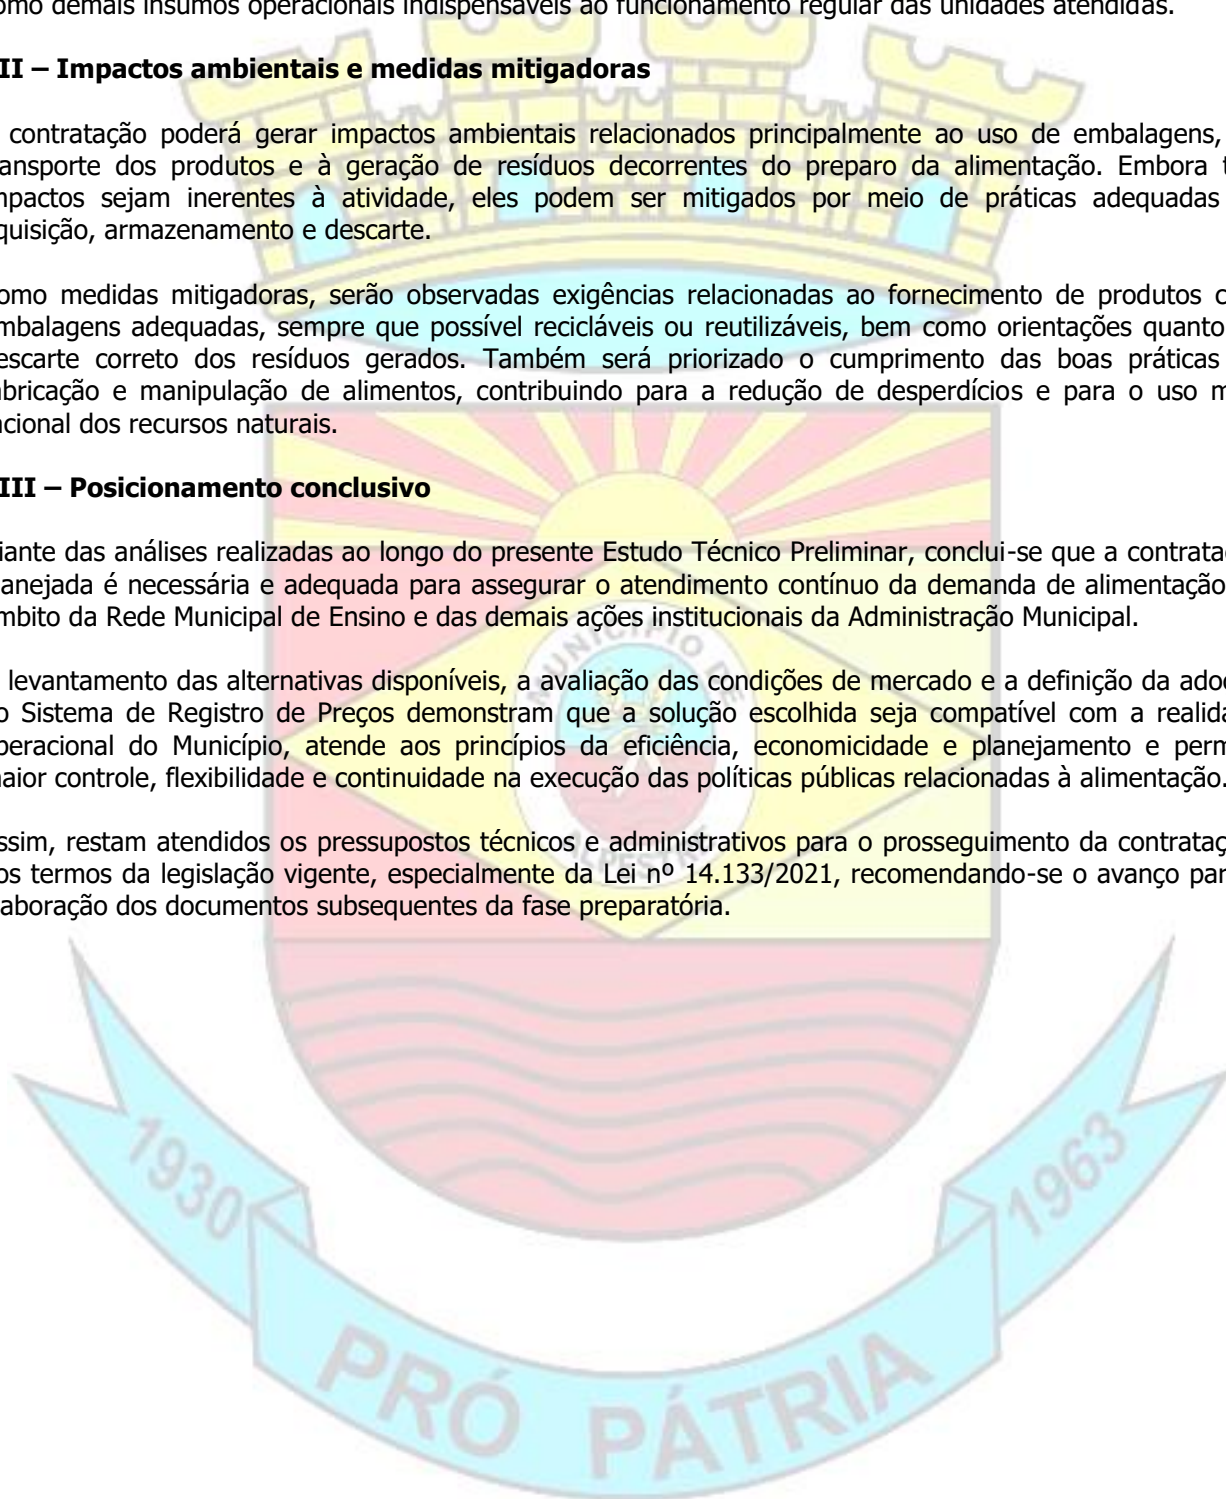 omo demais insumos operacionais indispensáveis ao funcionamento regular das unidades atendidas.
II – Impactos ambientais e medidas mitigadoras
contratação poderá gerar impactos ambientais relacionados principalmente ao uso de embalagens,
ansporte dos produtos e à geração de resíduos decorrentes do preparo da alimentação. Embora t
mpactos sejam inerentes à atividade, eles podem ser mitigados por meio de práticas adequadas
quisição, armazenamento e descarte.
omo medidas mitigadoras, serão observadas exigências relacionadas ao fornecimento de produtos c
mbalagens adequadas, sempre que possível recicláveis ou reutilizáveis, bem como orientações quanto
escarte correto dos resíduos gerados. Também será priorizado o cumprimento das boas práticas
abricação e manipulação de alimentos, contribuindo para a redução de desperdícios e para o uso m
acional dos recursos naturais.
III – Posicionamento conclusivo
iante das análises realizadas ao longo do presente Estudo Técnico Preliminar, conclui-se que a contrataç
lanejada é necessária e adequada para assegurar o atendimento contínuo da demanda de alimentação
mbito da Rede Municipal de Ensino e das demais ações institucionais da Administração Municipal.
levantamento das alternativas disponíveis, a avaliação das condições de mercado e a definição da adoç
o Sistema de Registro de Preços demonstram que a solução escolhida seja compatível com a realida
peracional do Município, atende aos princípios da eficiência, economicidade e planejamento e perm
aior controle, flexibilidade e continuidade na execução das políticas públicas relacionadas à alimentação.
ssim, restam atendidos os pressupostos técnicos e administrativos para o prosseguimento da contrataç
os termos da legislação vigente, especialmente da Lei nº 14.133/2021, recomendando-se o avanço par
laboração dos documentos subsequentes da fase preparatória.
MUNICÍPIO DE
ALPESTRE
1930
1963
PRÓ PÁTRIA